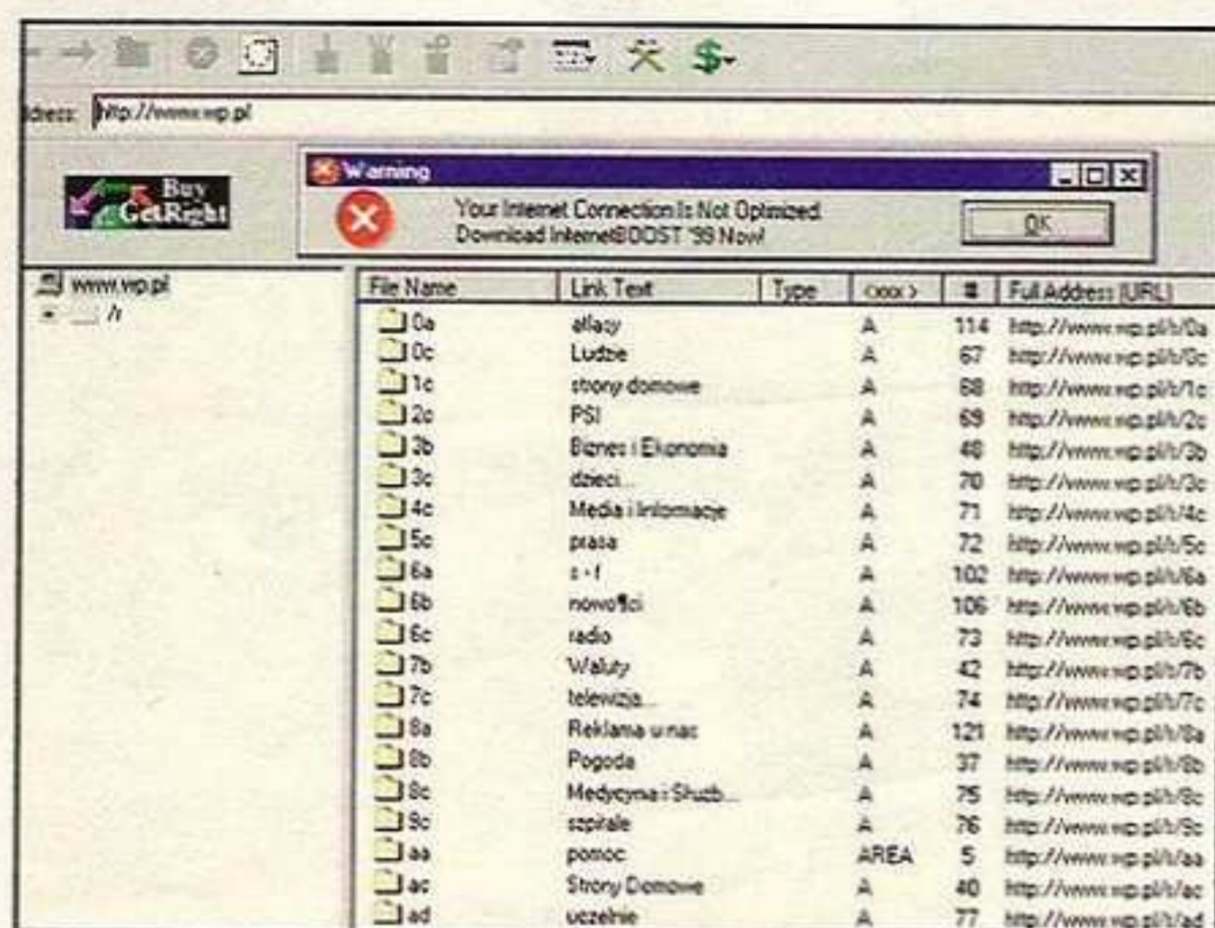 http://www.wp.pl
Buy
GetRight
Warning
Your Internet Connection Is Not Optimized.
Download InternetBOOST '99 Now!
OK
www.wp.pl
h
File Name Link Text Type <xxx> # Full Address (URL)
0a atlasy A 114 http://www.wp.pl/h/0a
0c Ludzie A 67 http://www.wp.pl/h/0c
1c strony domowe A 68 http://www.wp.pl/h/1c
2c PSI A 69 http://www.wp.pl/h/2c
3b Biznes i Ekonomia A 48 http://www.wp.pl/h/3b
3c dzieci... A 70 http://www.wp.pl/h/3c
4c Media i Informacje A 71 http://www.wp.pl/h/4c
5c prasa A 72 http://www.wp.pl/h/5c
6a s - f A 102 http://www.wp.pl/h/6a
6b nowo¶ci A 106 http://www.wp.pl/h/6b
6c radio A 73 http://www.wp.pl/h/6c
7b Waluty A 42 http://www.wp.pl/h/7b
7c telewizja... A 74 http://www.wp.pl/h/7c
8a Reklama u nas A 121 http://www.wp.pl/h/8a
8b Pogoda A 37 http://www.wp.pl/h/8b
8c Medycyna i Służb... A 75 http://www.wp.pl/h/8c
9c szpitale A 76 http://www.wp.pl/h/9c
aa pomoc AREA 5 http://www.wp.pl/h/aa
ac Strony Domowe A 40 http://www.wp.pl/h/ac
ad uczelnie A 77 http://www.wp.pl/h/ad